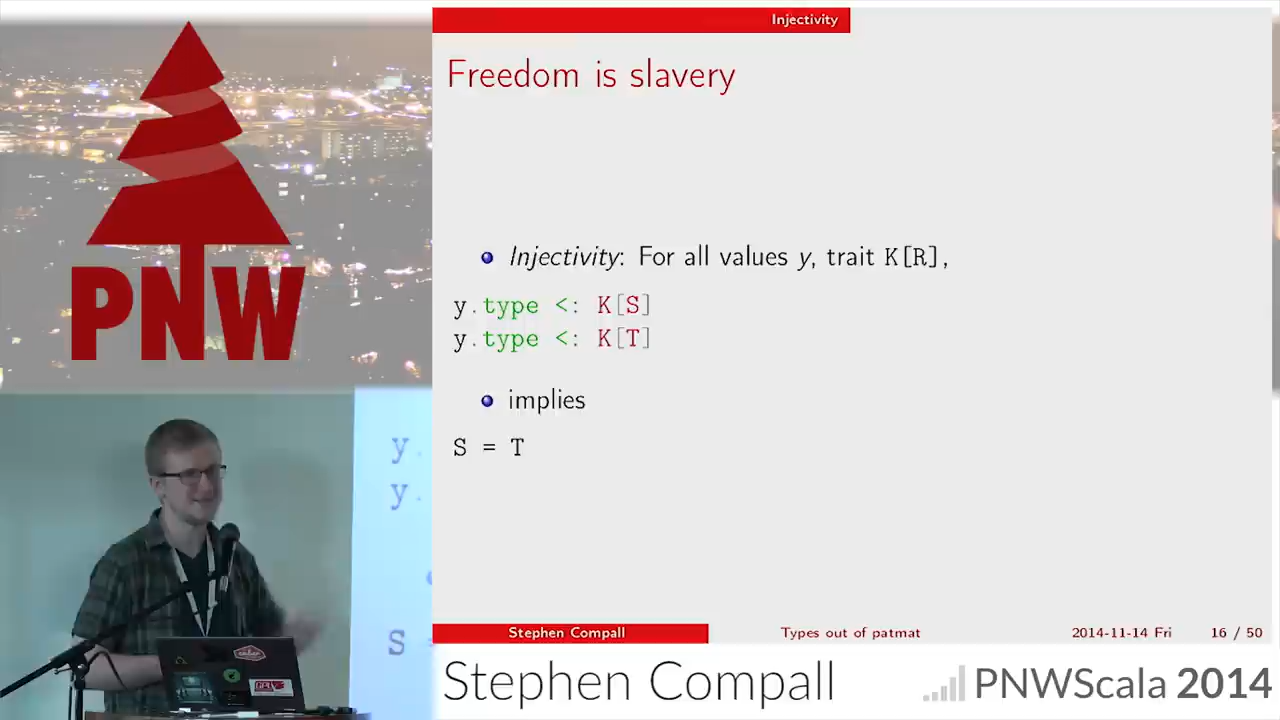 PNW
Injectivity
Freedom is slavery
Injectivity: For all values y, trait K[R],
y.type <: K[S]
y.type <: K[T]
implies
S = T
Stephen Compall
Types out of patmat
2014-11-14 Fri
16 / 50
y.
y.
S
Stephen Compall
PNWScala 2014